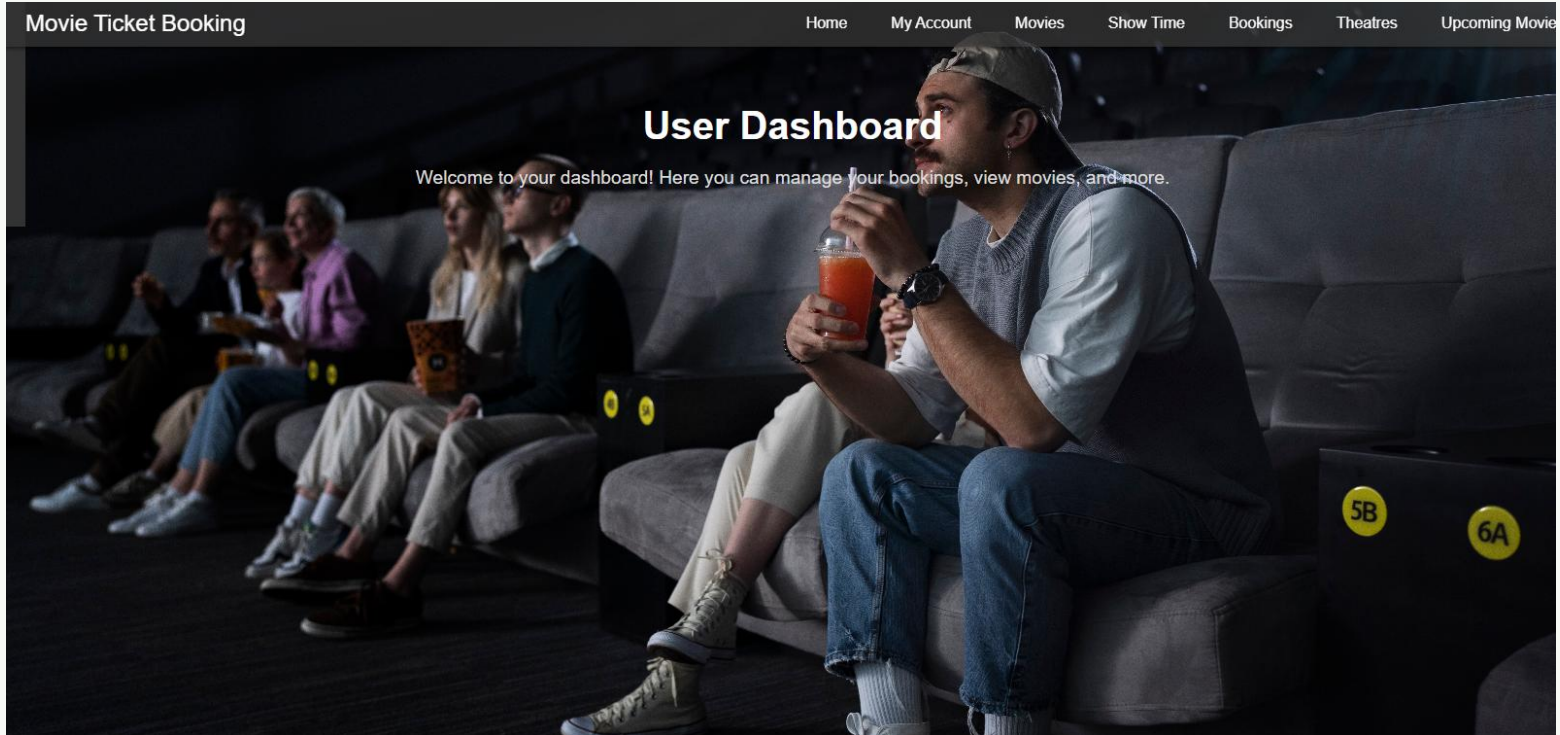 Movie Ticket Booking
Home My Account Movies Show Time Bookings Theatres Upcoming Movie
User Dashboard
Welcome to your dashboard! Here you can manage your bookings, view movies, and more.
5A
5B
6A